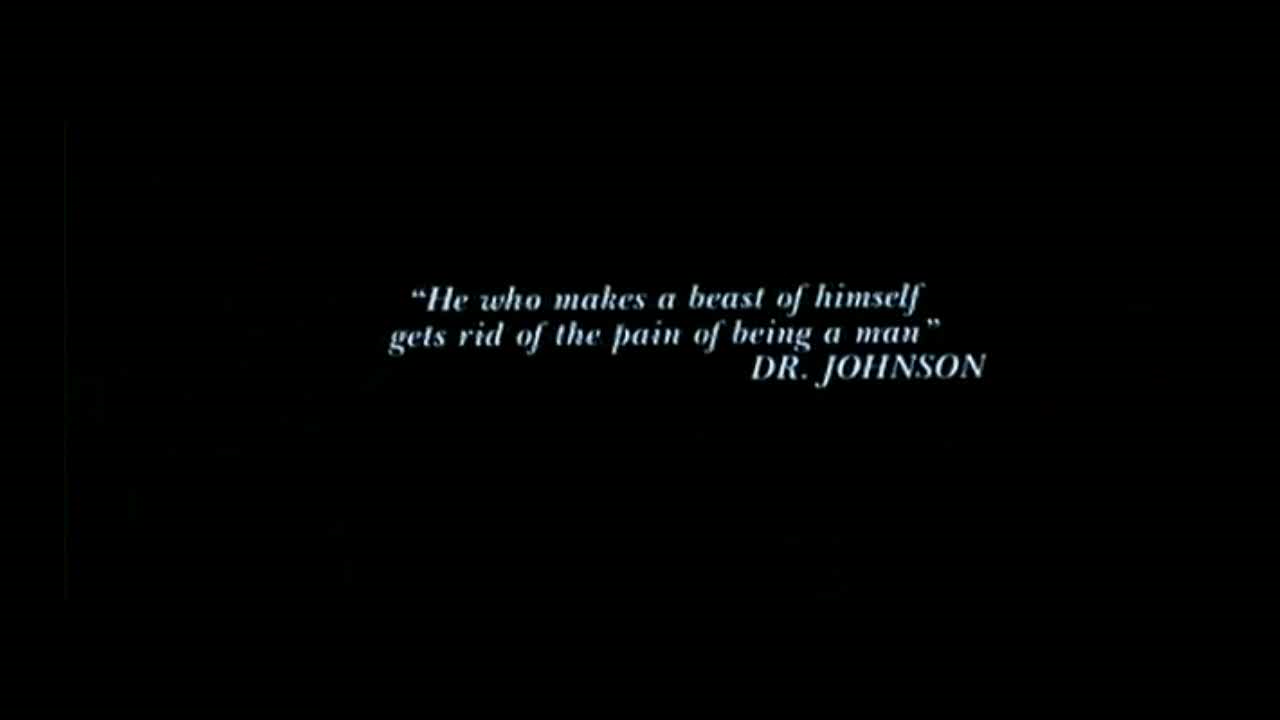 “He who makes a beast of himself
gets rid of the pain of being a man”
DR. JOHNSON